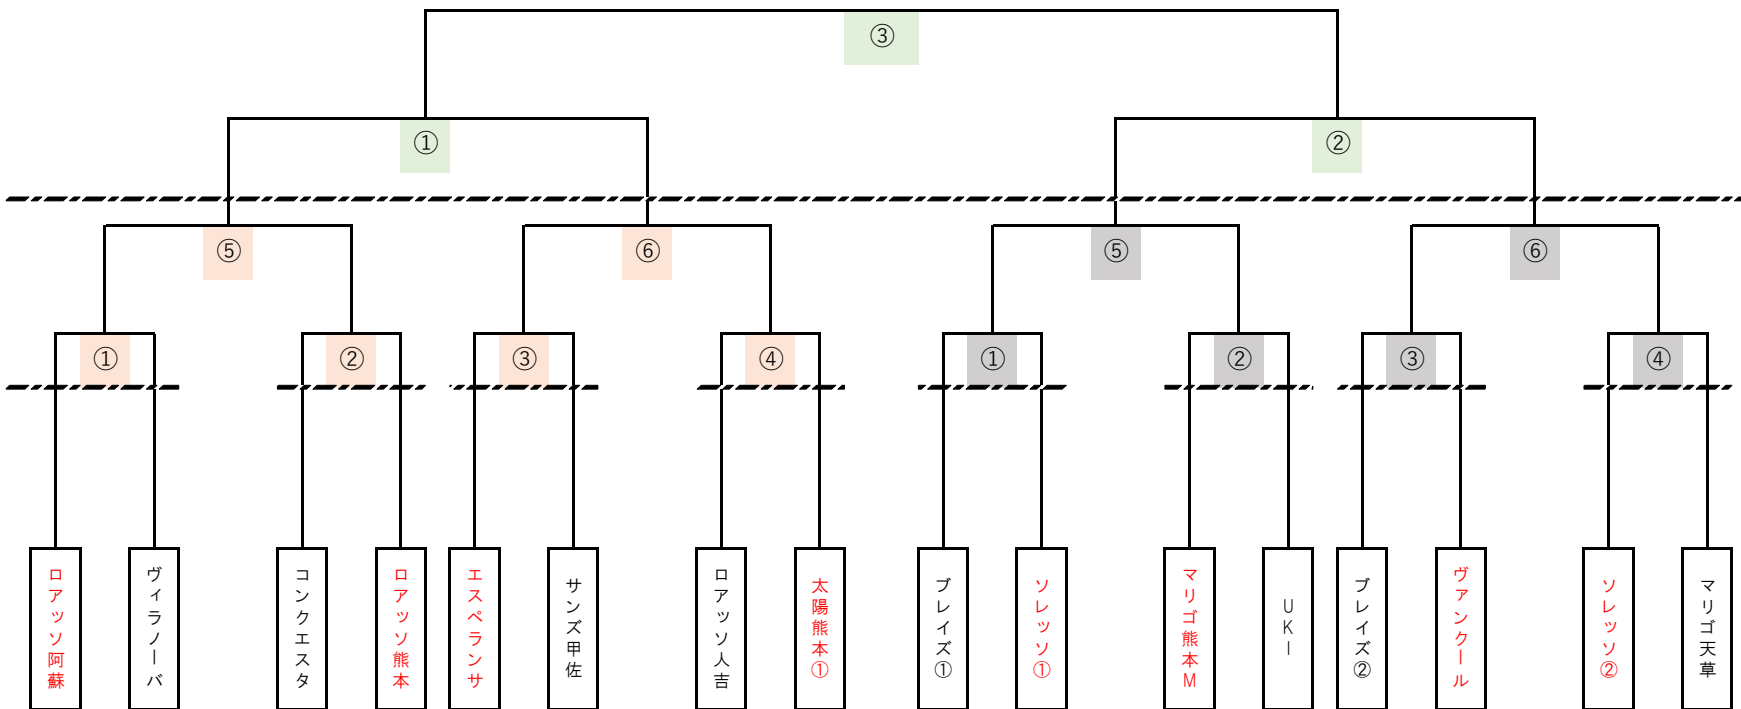 ③
①
②
⑤
⑥
⑤
⑥
①
②
③
④
①
②
③
④
ロアッソ阿蘇
ヴィラノーバ
コンクエスタ
ロアッソ熊本
エスペランサ
サンズ甲佐
ロアッソ人吉
太陽熊本①
ブレイズ①
ソレッソ①
マリゴ熊本M
UKI
ブレイズ②
ヴァンクール
ソレッソ②
マリゴ天草